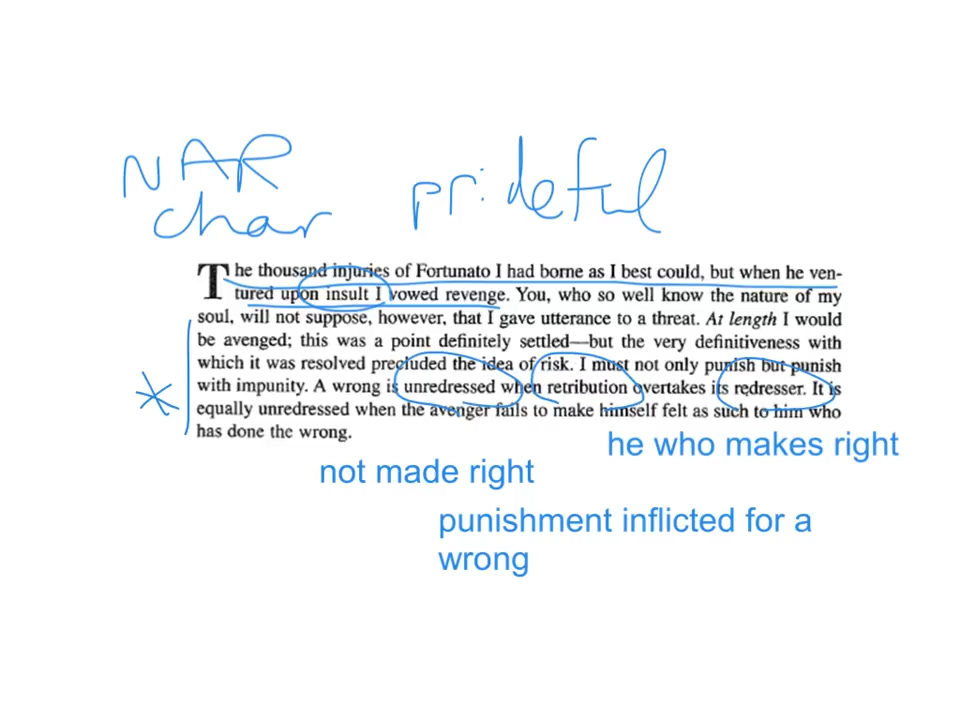 NAR
char prideful
The thousand injuries of Fortunato I had borne as I best could, but when he ven-
tured upon insult I vowed revenge. You, who so well know the nature of my
soul, will not suppose, however, that I gave utterance to a threat. At length I would
be avenged; this was a point definitely settled—but the very definitiveness with
which it was resolved precluded the idea of risk. I must not only punish but punish
with impunity. A wrong is unredressed when retribution overtakes its redresser. It is
equally unredressed when the avenger fails to make himself felt as such to him who
has done the wrong.
he who makes right
not made right
punishment inflicted for a
wrong